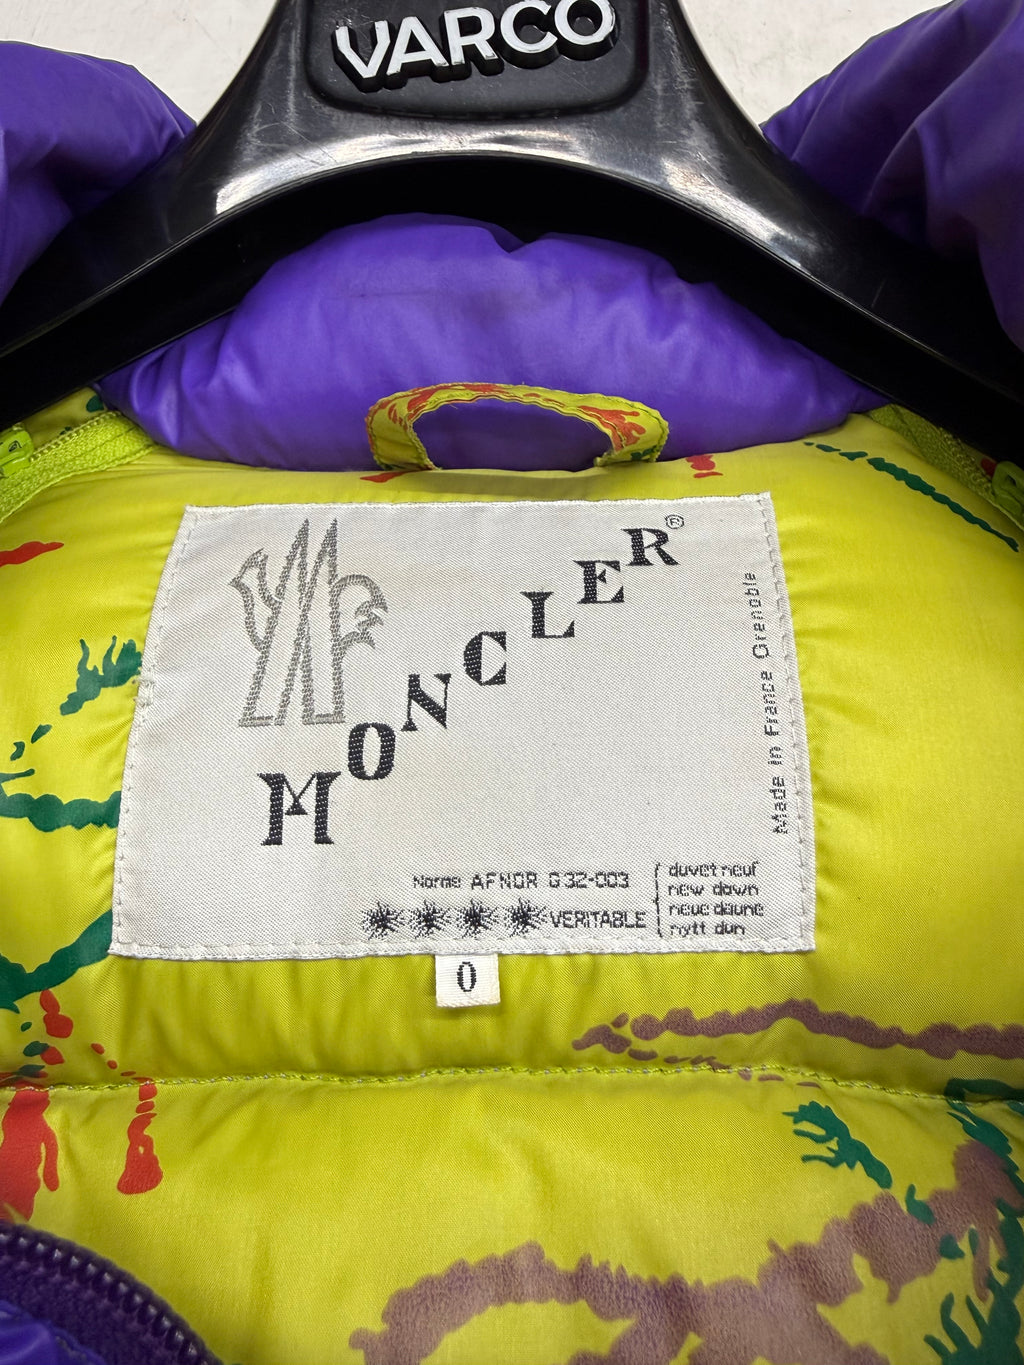 VARCO
MONCLER®
Made in France Grenoble
Norme AFNOR G 32-003
VERITABLE
duvet neuf
new down
neue daune
nytt dun
0